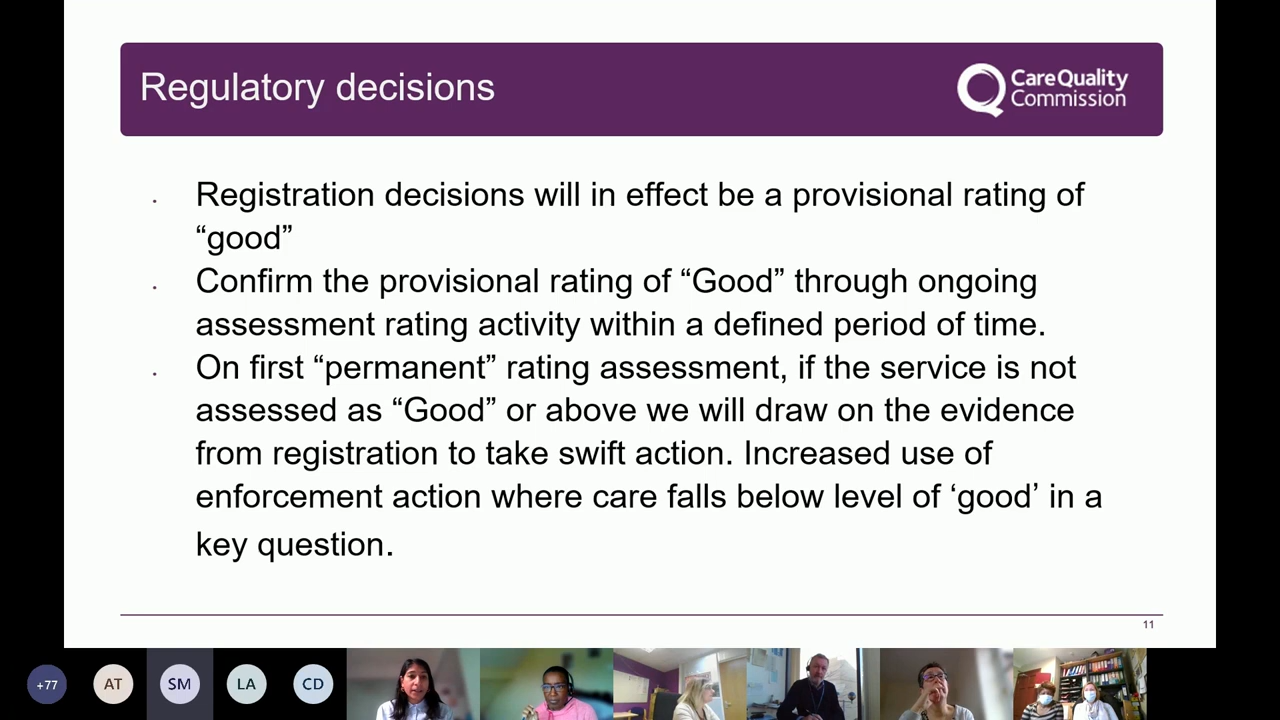 Regulatory decisions
CareQuality
Commission
Registration decisions will in effect be a provisional rating of
“good”
Confirm the provisional rating of “Good” through ongoing
assessment rating activity within a defined period of time.
On first “permanent” rating assessment, if the service is not
assessed as “Good” or above we will draw on the evidence
from registration to take swift action. Increased use of
enforcement action where care falls below level of ‘good’ in a
key question.
11
+77
AT
SM
LA
CD